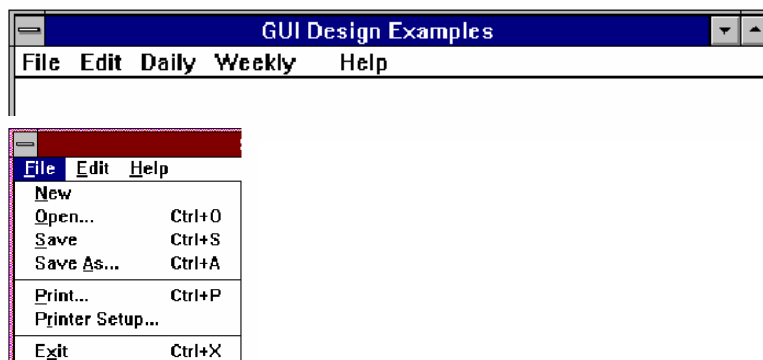 GUI Design Examples
File Edit Daily Weekly Help
File Edit Help
New
Open... Ctrl+O
Save Ctrl+S
Save As... Ctrl+A
Print... Ctrl+P
Printer Setup...
Exit Ctrl+X